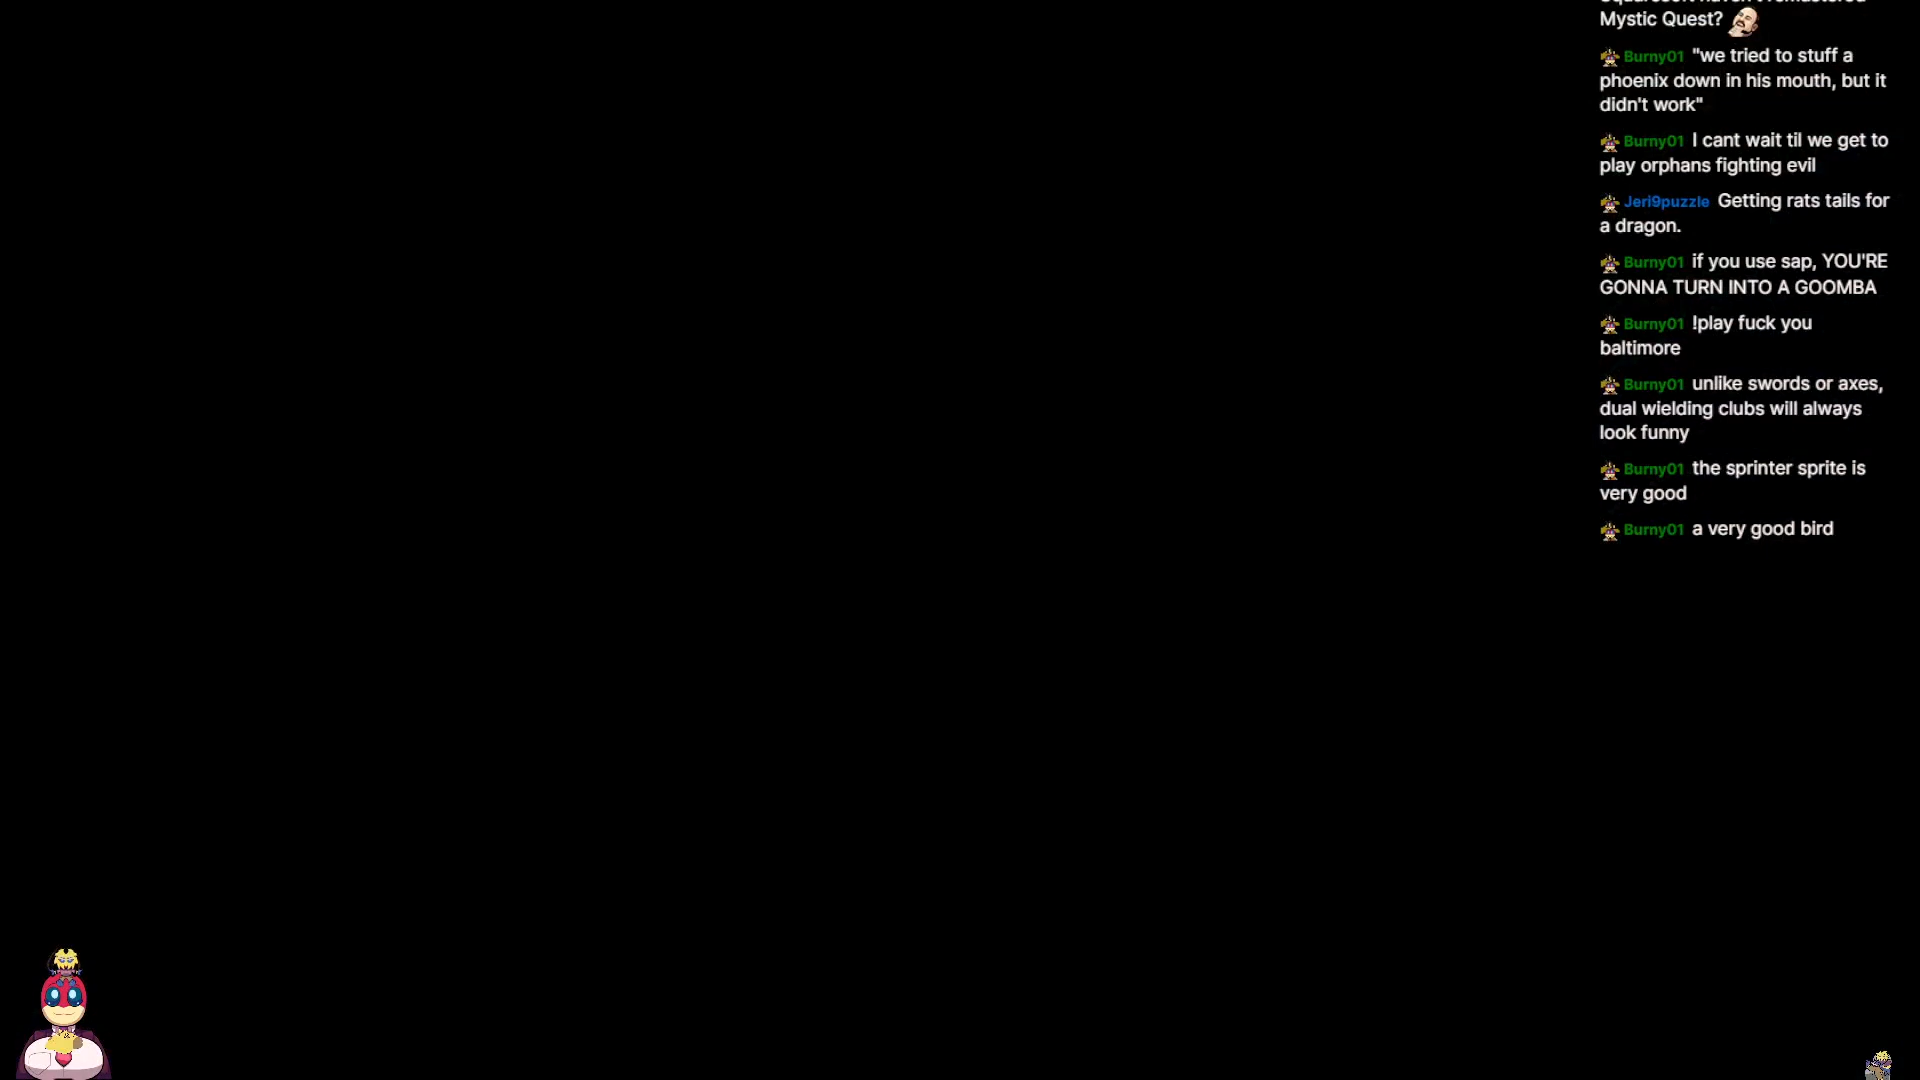 Mystic Quest?
Burny01 "we tried to stuff a
phoenix down in his mouth, but it
didn't work"
Burny01 I cant wait til we get to
play orphans fighting evil
Jeri9puzzle Getting rats tails for
a dragon.
Burny01 if you use sap, YOU'RE
GONNA TURN INTO A GOOMBA
Burny01 !play fuck you
baltimore
Burny01 unlike swords or axes,
dual wielding clubs will always
look funny
Burny01 the sprinter sprite is
very good
Burny01 a very good bird